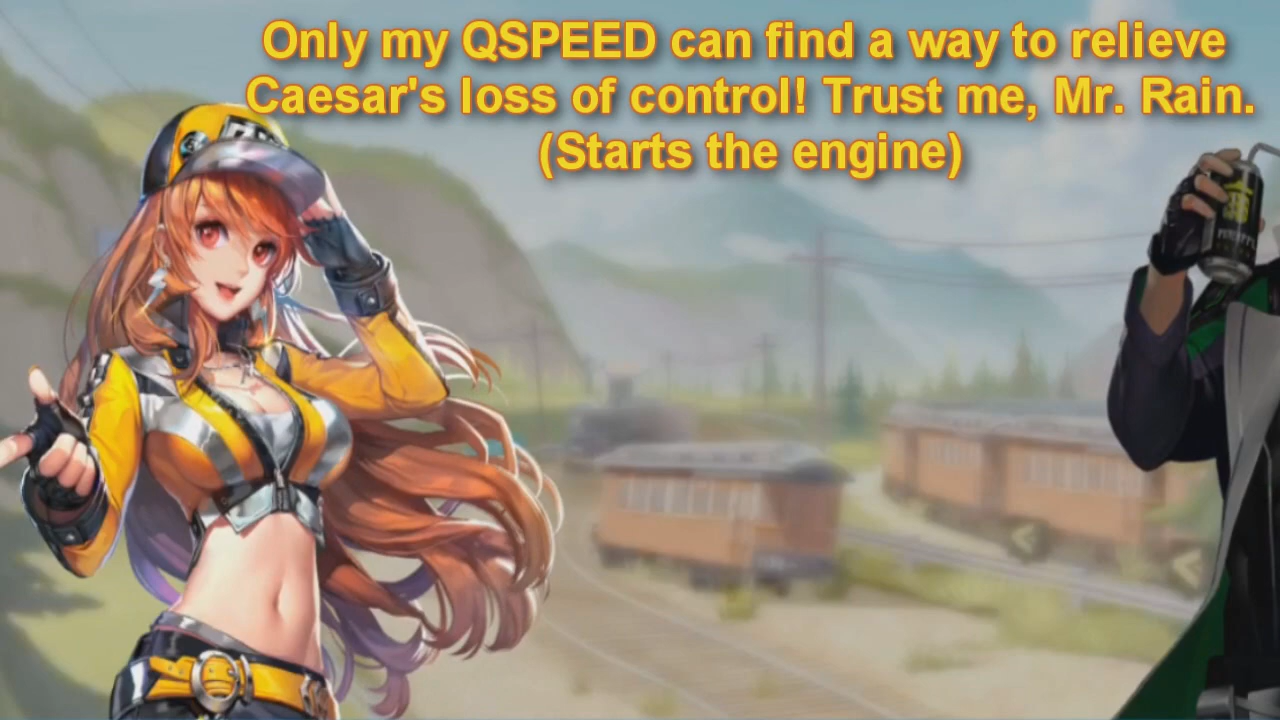 Only my QSPEED can find a way to relieve
Caesar's loss of control! Trust me, Mr. Rain.
(Starts the engine)